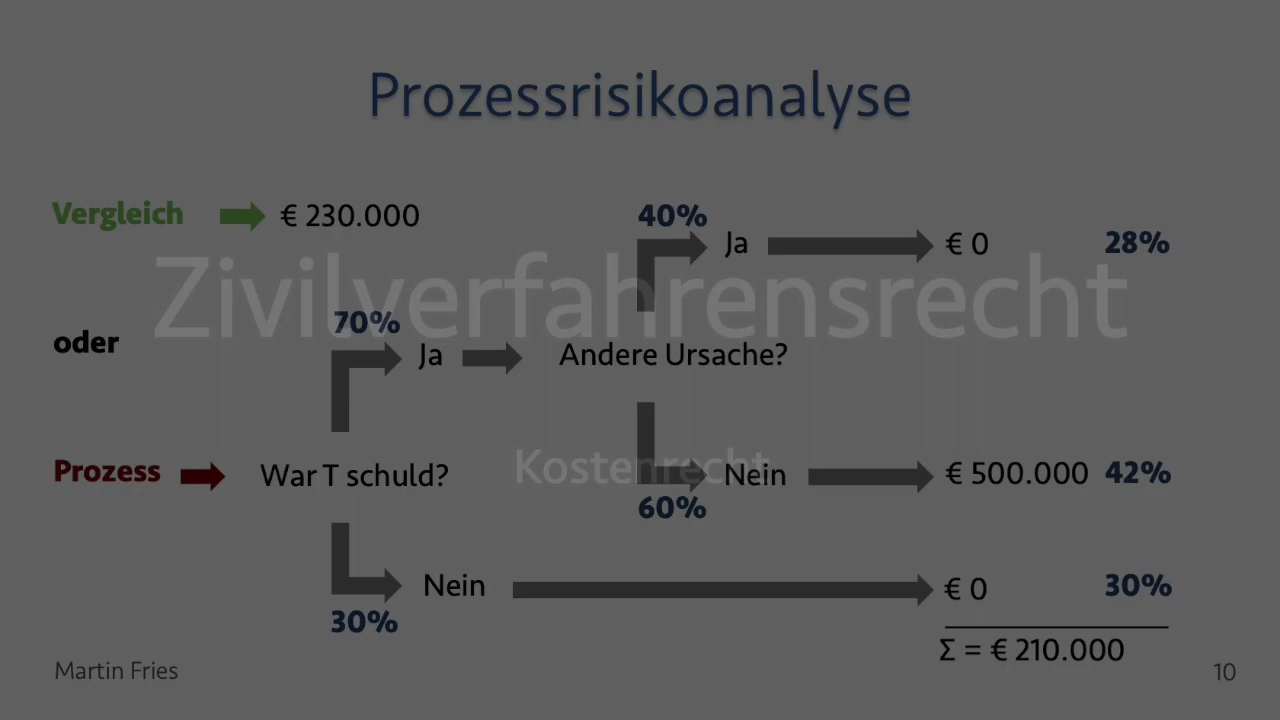 Prozessrisikoanalyse
Vergleich € 230.000
40%
Ja € 0 28%
Zivilverfahrensrecht
70%
oder
Ja Andere Ursache?
Kostenrecht
Prozess War T schuld? Nein € 500.000 42%
60%
Nein € 0 30%
30%
Σ = € 210.000
Martin Fries 10